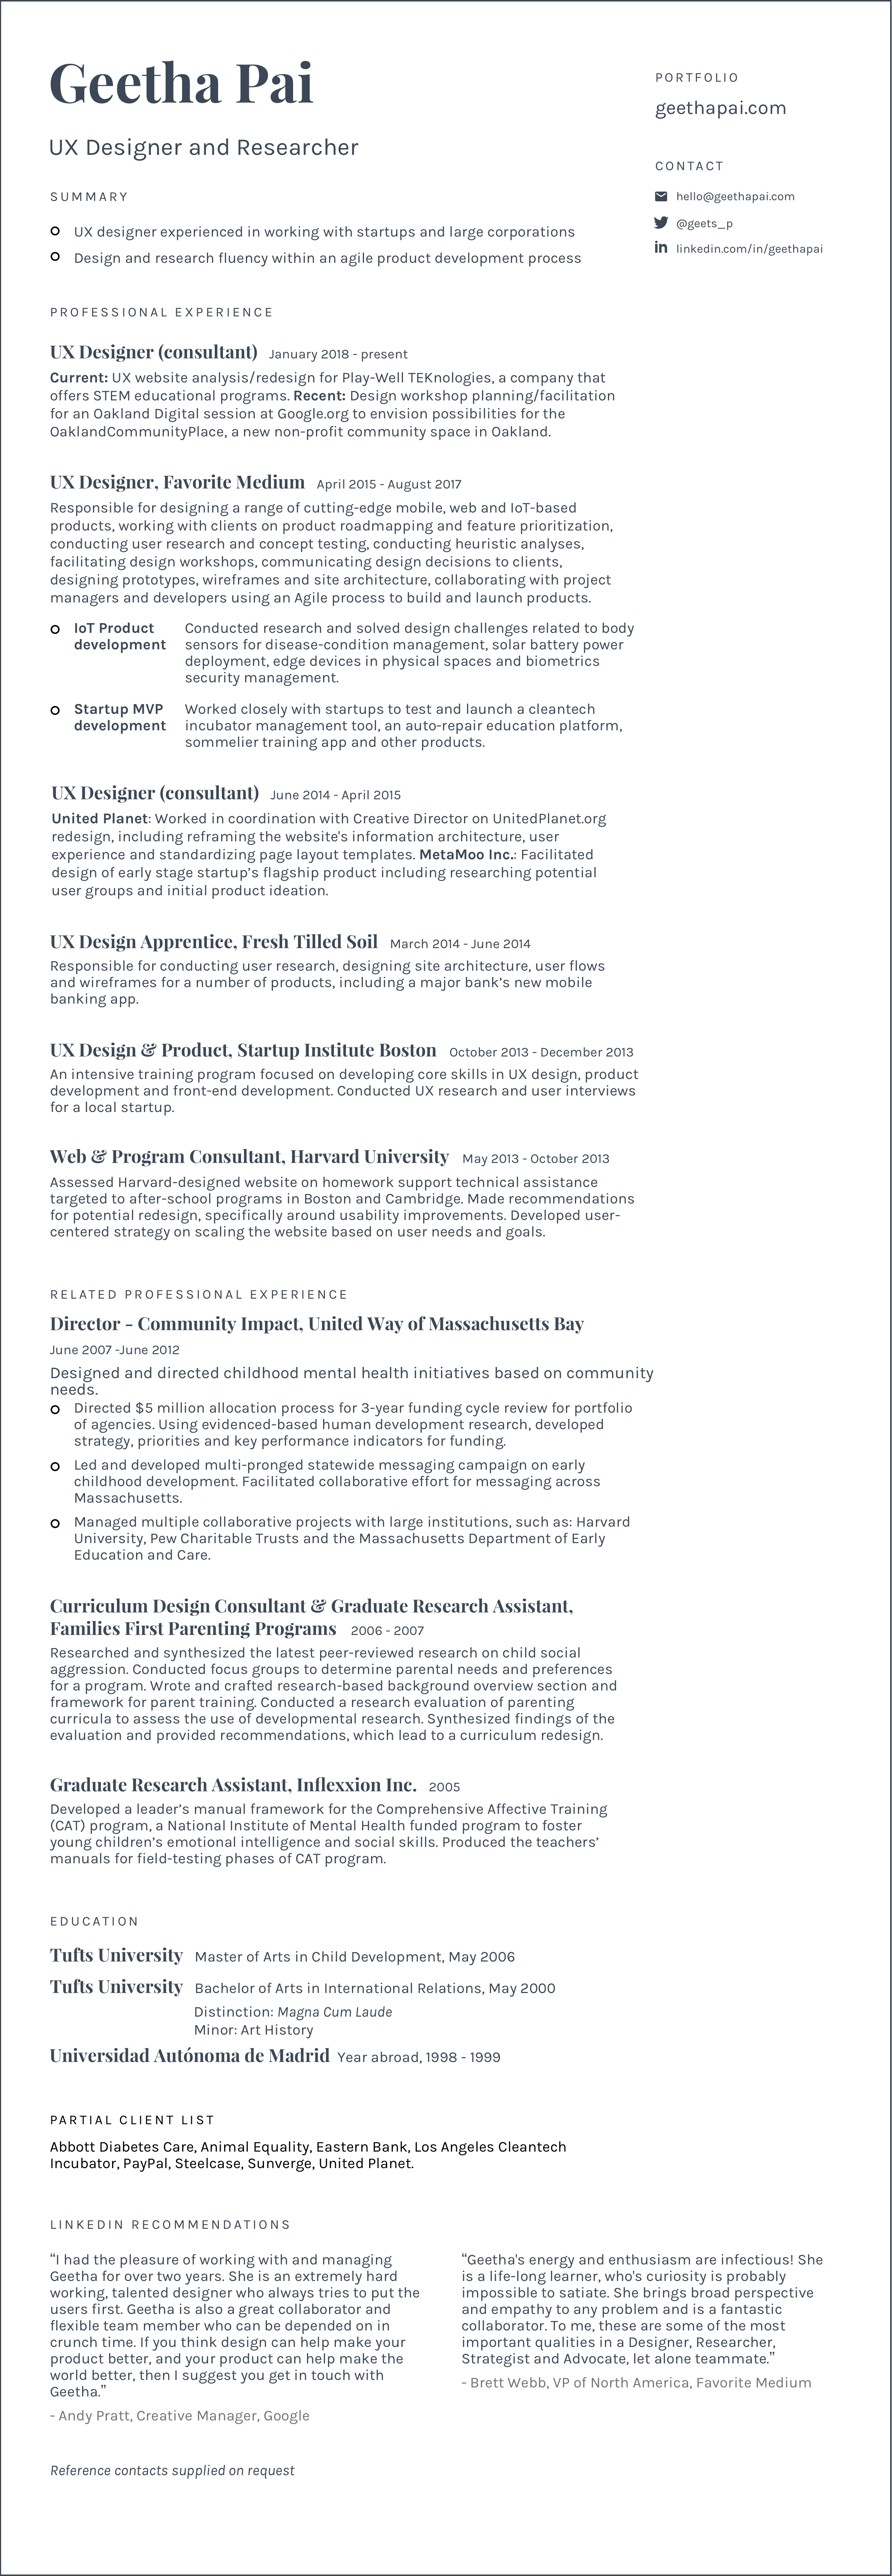 Geetha Pai
UX Designer and Researcher
PORTFOLIO
geethapai.com
CONTACT
hello@geethapai.com
@geets_p
linkedin.com/in/geethapai
SUMMARY
UX designer experienced in working with startups and large corporations
Design and research fluency within an agile product development process
PROFESSIONAL EXPERIENCE
UX Designer (consultant) January 2018 - present
Current: UX website analysis/redesign for Play-Well TEKnologies, a company that
offers STEM educational programs. Recent: Design workshop planning/facilitation
for an Oakland Digital session at Google.org to envision possibilities for the
OaklandCommunityPlace, a new non-profit community space in Oakland.
UX Designer, Favorite Medium April 2015 - August 2017
Responsible for designing a range of cutting-edge mobile, web and IoT-based
products, working with clients on product roadmapping and feature prioritization,
conducting user research and concept testing, conducting heuristic analyses,
facilitating design workshops, communicating design decisions to clients,
designing prototypes, wireframes and site architecture, collaborating with project
managers and developers using an Agile process to build and launch products.
IoT Product
development
Conducted research and solved design challenges related to body
sensors for disease-condition management, solar battery power
deployment, edge devices in physical spaces and biometrics
security management.
Startup MVP
development
Worked closely with startups to test and launch a cleantech
incubator management tool, an auto-repair education platform,
sommelier training app and other products.
UX Designer (consultant) June 2014 - April 2015
United Planet: Worked in coordination with Creative Director on UnitedPlanet.org
redesign, including reframing the website's information architecture, user
experience and standardizing page layout templates. MetaMoo Inc.: Facilitated
design of early stage startup’s flagship product including researching potential
user groups and initial product ideation.
UX Design Apprentice, Fresh Tilled Soil March 2014 - June 2014
Responsible for conducting user research, designing site architecture, user flows
and wireframes for a number of products, including a major bank’s new mobile
banking app.
UX Design & Product, Startup Institute Boston October 2013 - December 2013
An intensive training program focused on developing core skills in UX design, product
development and front-end development. Conducted UX research and user interviews
for a local startup.
Web & Program Consultant, Harvard University May 2013 - October 2013
Assessed Harvard-designed website on homework support technical assistance
targeted to after-school programs in Boston and Cambridge. Made recommendations
for potential redesign, specifically around usability improvements. Developed user-
centered strategy on scaling the website based on user needs and goals.
RELATED PROFESSIONAL EXPERIENCE
Director - Community Impact, United Way of Massachusetts Bay
June 2007 -June 2012
Designed and directed childhood mental health initiatives based on community
needs.
Directed $5 million allocation process for 3-year funding cycle review for portfolio
of agencies. Using evidenced-based human development research, developed
strategy, priorities and key performance indicators for funding.
Led and developed multi-pronged statewide messaging campaign on early
childhood development. Facilitated collaborative effort for messaging across
Massachusetts.
Managed multiple collaborative projects with large institutions, such as: Harvard
University, Pew Charitable Trusts and the Massachusetts Department of Early
Education and Care.
Curriculum Design Consultant & Graduate Research Assistant,
Families First Parenting Programs 2006 - 2007
Researched and synthesized the latest peer-reviewed research on child social
aggression. Conducted focus groups to determine parental needs and preferences
for a program. Wrote and crafted research-based background overview section and
framework for parent training. Conducted a research evaluation of parenting
curricula to assess the use of developmental research. Synthesized findings of the
evaluation and provided recommendations, which lead to a curriculum redesign.
Graduate Research Assistant, Inflexxion Inc. 2005
Developed a leader’s manual framework for the Comprehensive Affective Training
(CAT) program, a National Institute of Mental Health funded program to foster
young children’s emotional intelligence and social skills. Produced the teachers’
manuals for field-testing phases of CAT program.
EDUCATION
Tufts University Master of Arts in Child Development, May 2006
Tufts University Bachelor of Arts in International Relations, May 2000
Distinction: Magna Cum Laude
Minor: Art History
Universidad Autónoma de Madrid Year abroad, 1998 - 1999
PARTIAL CLIENT LIST
Abbott Diabetes Care, Animal Equality, Eastern Bank, Los Angeles Cleantech
Incubator, PayPal, Steelcase, Sunverge, United Planet.
LINKEDIN RECOMMENDATIONS
“I had the pleasure of working with and managing
Geetha for over two years. She is an extremely hard
working, talented designer who always tries to put the
users first. Geetha is also a great collaborator and
flexible team member who can be depended on in
crunch time. If you think design can help make your
product better, and your product can help make the
world better, then I suggest you get in touch with
Geetha.”
- Andy Pratt, Creative Manager, Google
“Geetha's energy and enthusiasm are infectious! She
is a life-long learner, who's curiosity is probably
impossible to satiate. She brings broad perspective
and empathy to any problem and is a fantastic
collaborator. To me, these are some of the most
important qualities in a Designer, Researcher,
Strategist and Advocate, let alone teammate.”
- Brett Webb, VP of North America, Favorite Medium
Reference contacts supplied on request